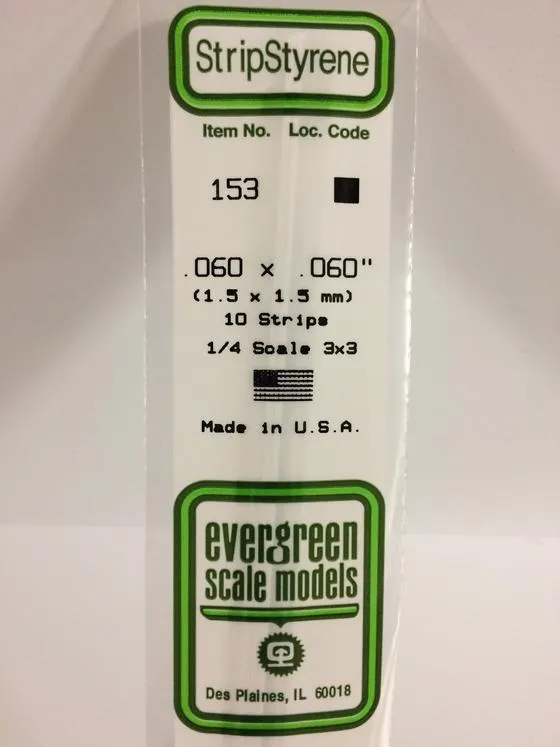 StripStyrene
Item No. Loc. Code
153
.060 x .060"
(1.5 x 1.5 mm)
10 Strips
1/4 Scale 3x3
Made in U.S.A.
evergreen
scale models
Des Plaines, IL 60018